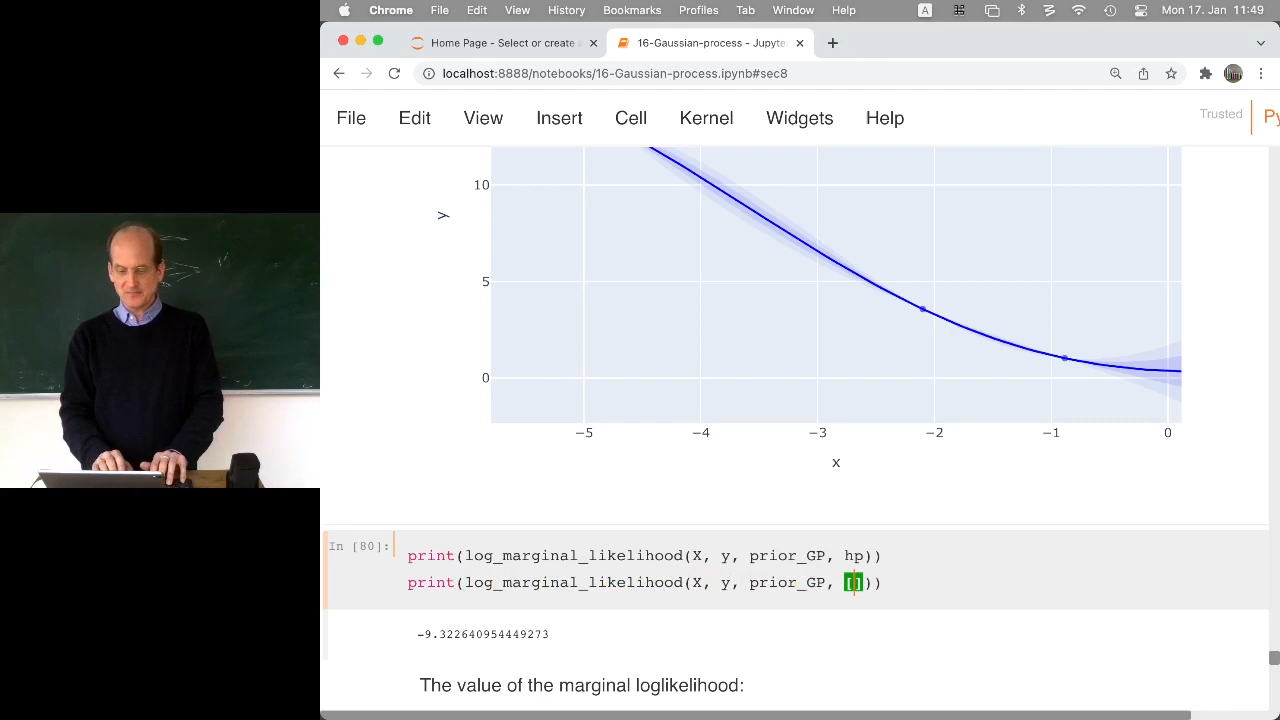 Chrome File Edit View History Bookmarks Profiles Tab Window Help A Mon 17. Jan 11:49
Home Page - Select or create a 16-Gaussian-process - Jupyte
localhost:8888/notebooks/16-Gaussian-process.ipynb#sec8
File Edit View Insert Cell Kernel Widgets Help Trusted Py
10
y
5
0
−5 −4 −3 −2 −1 0
x
In [80]:
print(log_marginal_likelihood(X, y, prior_GP, hp))
print(log_marginal_likelihood(X, y, prior_GP, []))
-9.322640954449273
The value of the marginal loglikelihood: